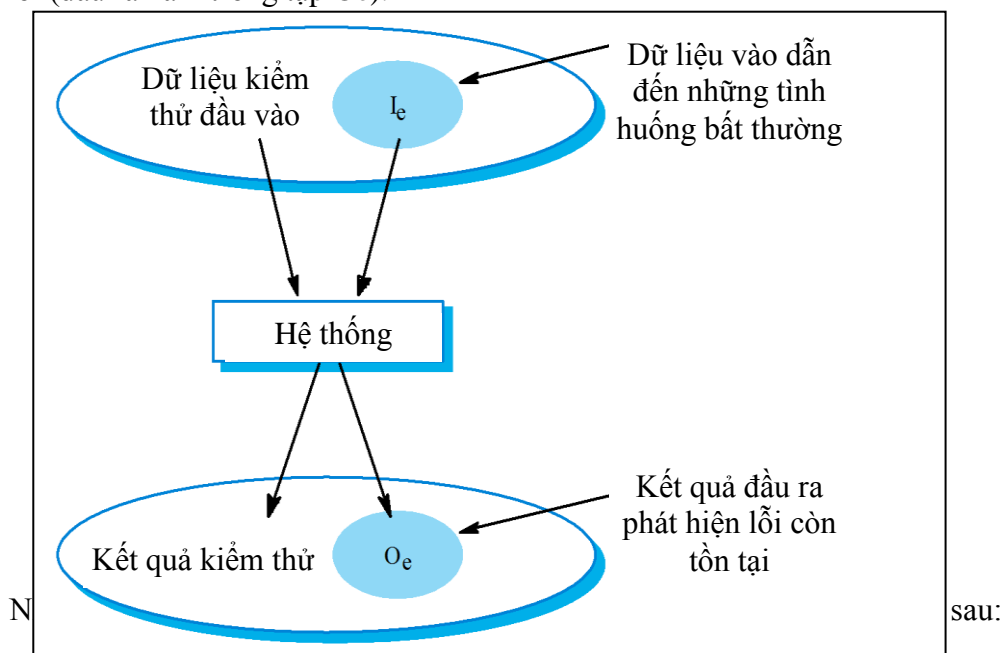 Dữ liệu kiểm
thử đầu vào
Ie
Dữ liệu vào dẫn
đến những tình
huống bất thường
Hệ thống
Kết quả kiểm thử
Oe
Kết quả đầu ra
phát hiện lỗi còn
tồn tại
N
sau: